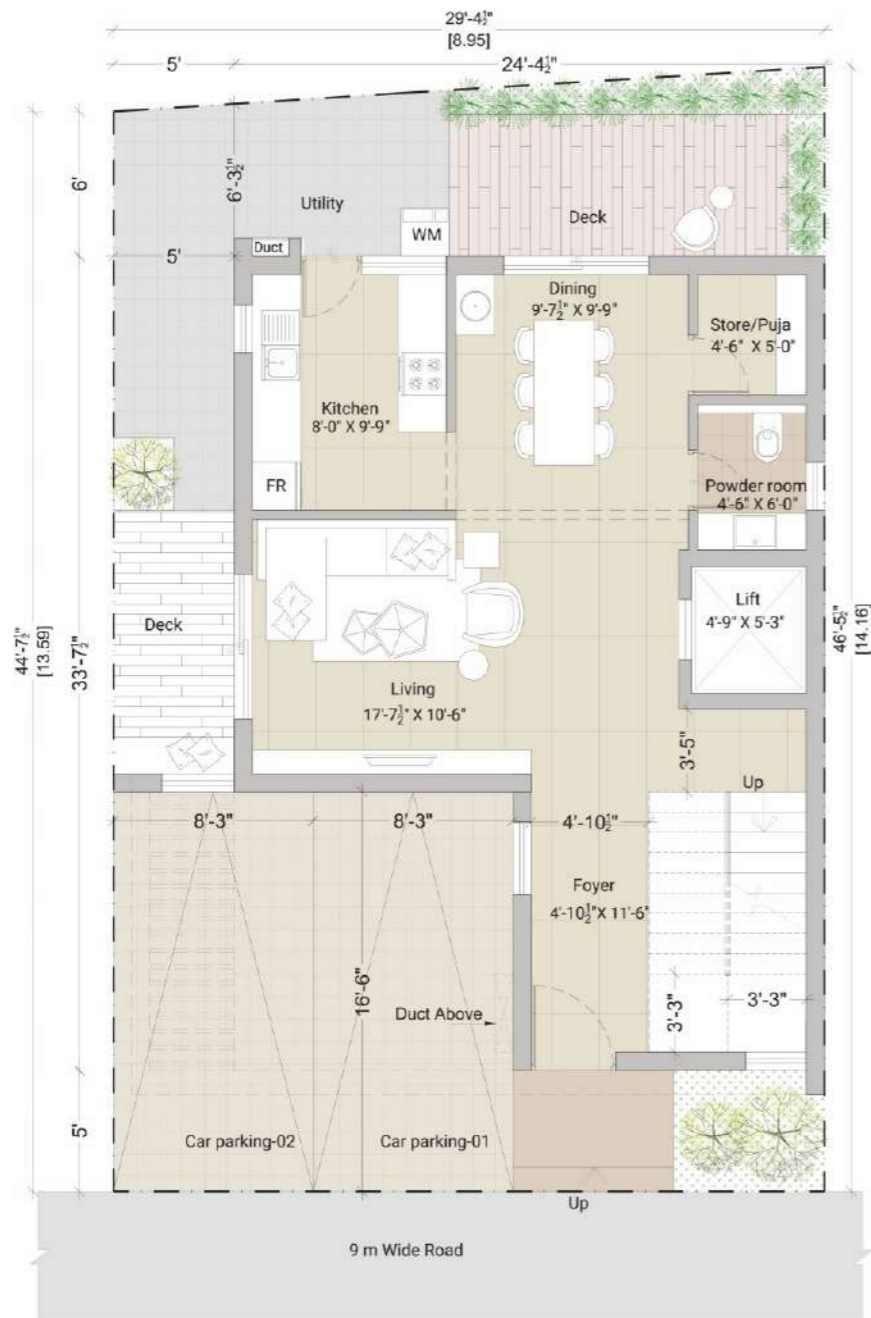 29'-4½"
[8.95]
5'
24'-4½"
6'
6'-3½"
Utility
WM
Deck
Duct
5'
Dining
9'-7½" X 9'-9"
Store/Puja
4'-6" X 5'-0"
Kitchen
8'-0" X 9'-9"
FR
Powder room
4'-6" X 6'-0"
Lift
4'-9" X 5'-3"
Deck
44'-7½"
[13.59]
33'-7½"
46'-5½"
[14.16]
Living
17'-7½" X 10'-6"
3'-5"
Up
8'-3"
8'-3"
4'-10½"
Foyer
4'-10½" X 11'-6"
16'-6"
Duct Above
3'-3"
3'-3"
5'
Car parking-02
Car parking-01
Up
9 m Wide Road